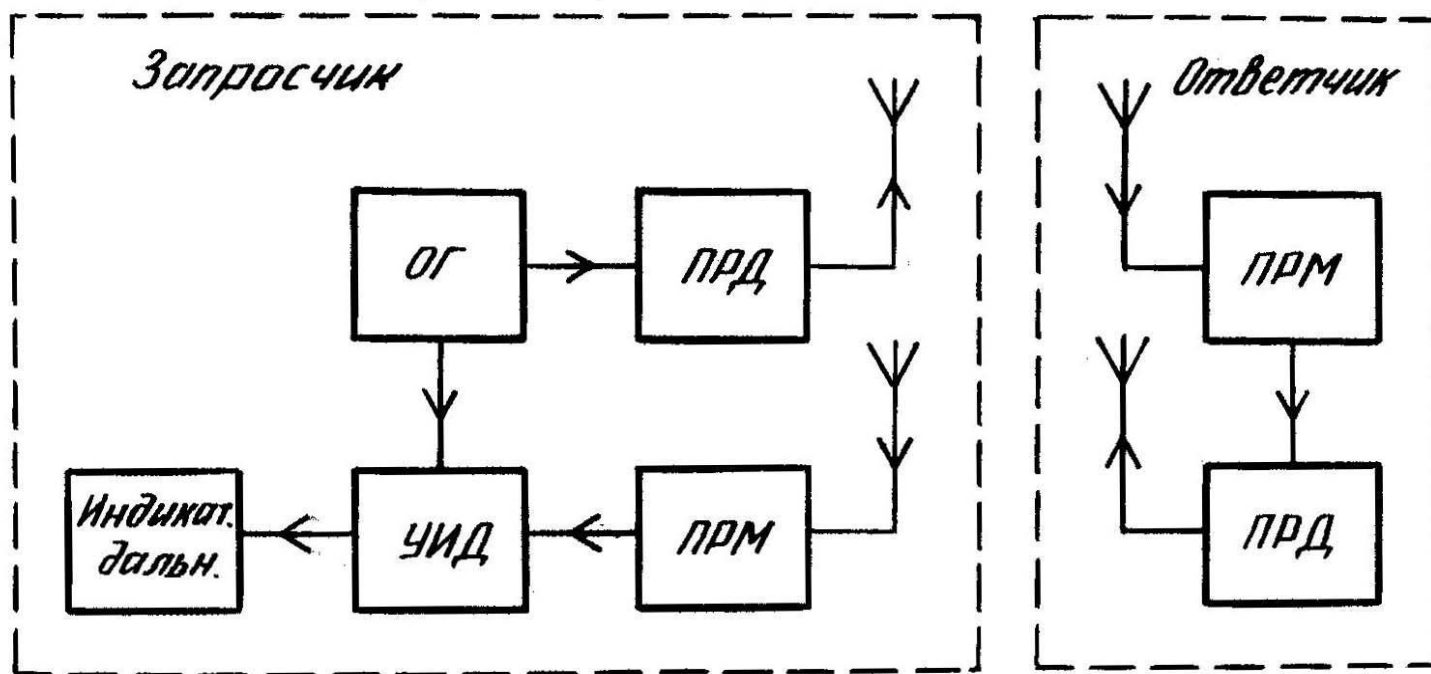 Запросчик
Ответчик
ОГ
ПРД
ПРМ
Индикат.
дальн.
УИД
ПРМ
ПРД